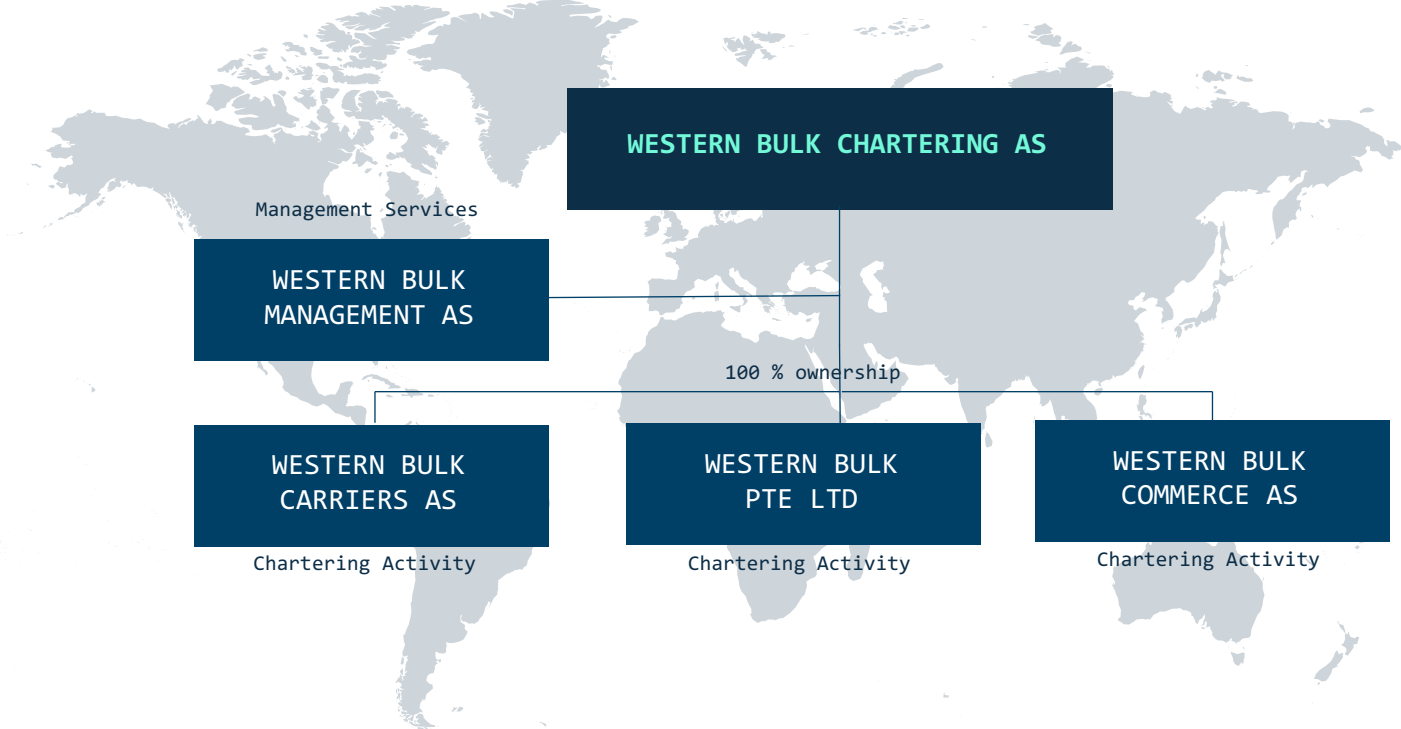 WESTERN BULK CHARTERING AS
Management Services
WESTERN BULK
MANAGEMENT AS
100 % ownership
WESTERN BULK
CARRIERS AS
Chartering Activity
WESTERN BULK
PTE LTD
Chartering Activity
WESTERN BULK
COMMERCE AS
Chartering Activity